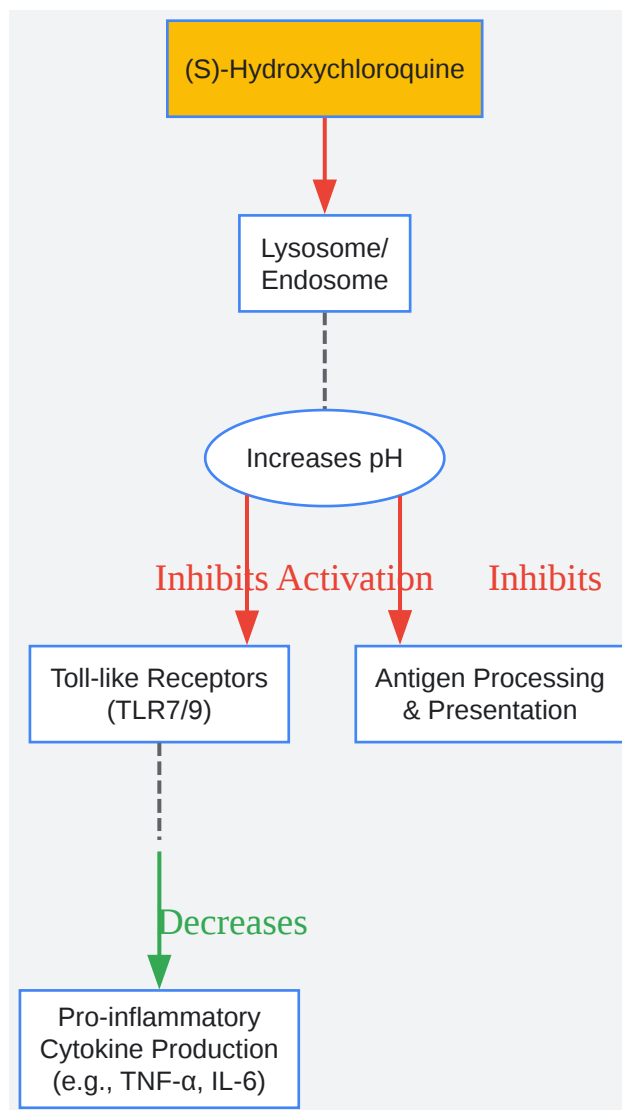 (S)-Hydroxychloroquine
Lysosome/
Endosome
Increases pH
Inhibits Activation
Inhibits
Toll-like Receptors
(TLR7/9)
Antigen Processing
& Presentation
Decreases
Pro-inflammatory
Cytokine Production
(e.g., TNF-α, IL-6)